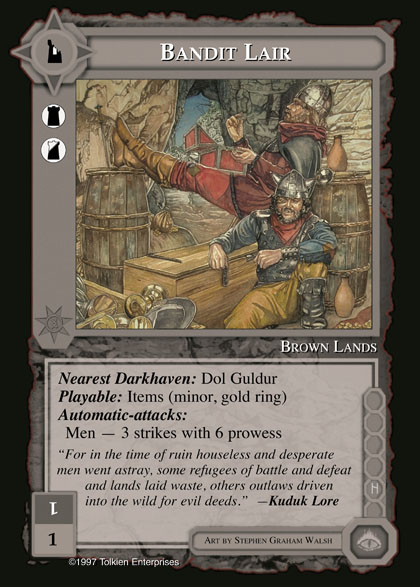 Bandit Lair
Brown Lands
Nearest Darkhaven: Dol Guldur
Playable: Items (minor, gold ring)
Automatic-attacks:
Men — 3 strikes with 6 prowess
“For in the time of ruin houseless and desperate
men went astray, some refugees of battle and defeat
and lands laid waste, others outlaws driven
into the wild for evil deeds.” —Kuduk Lore
H
1
1
Art by Stephen Graham Walsh
©1997 Tolkien Enterprises